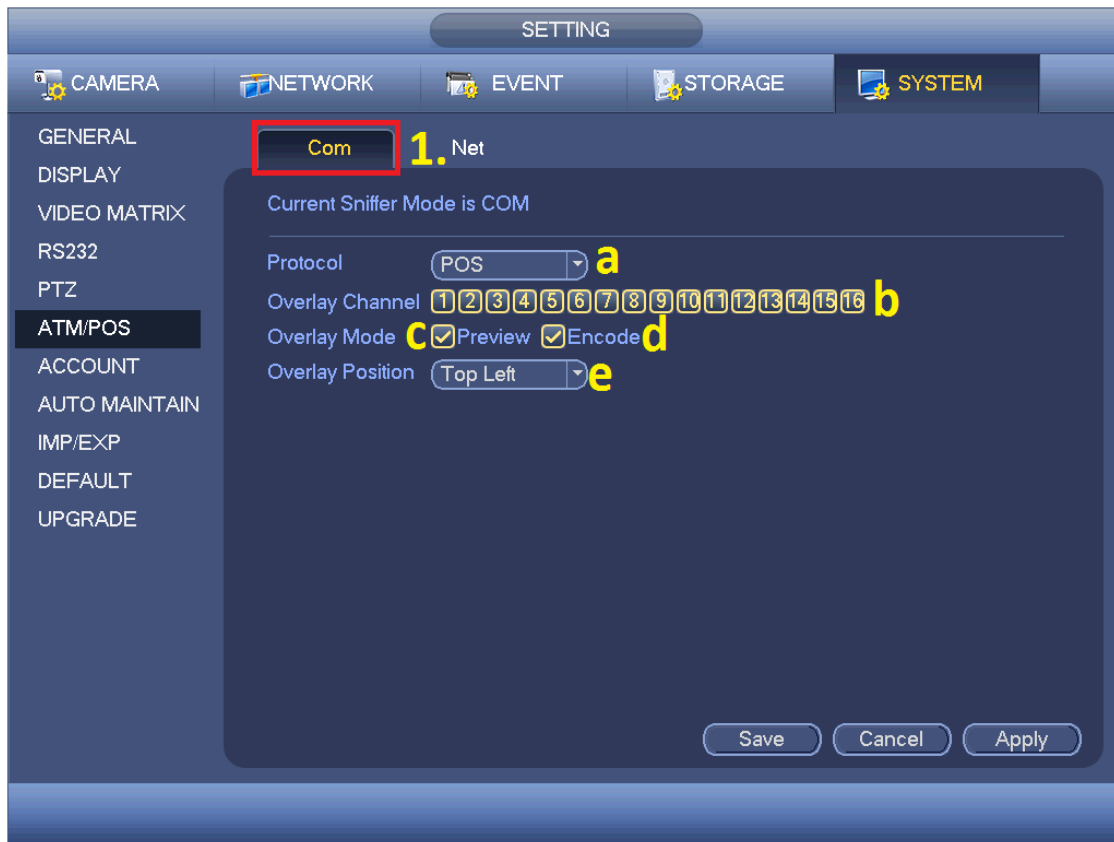 SETTING
CAMERA NETWORK EVENT STORAGE SYSTEM
GENERAL
DISPLAY
VIDEO MATRIX
RS232
PTZ
ATM/POS
ACCOUNT
AUTO MAINTAIN
IMP/EXP
DEFAULT
UPGRADE
Com 1. Net
Current Sniffer Mode is COM
Protocol POS a
Overlay Channel 1 2 3 4 5 6 7 8 9 10 11 12 13 14 15 16 b
Overlay Mode c Preview Encode d
Overlay Position Top Left e
Save Cancel Apply